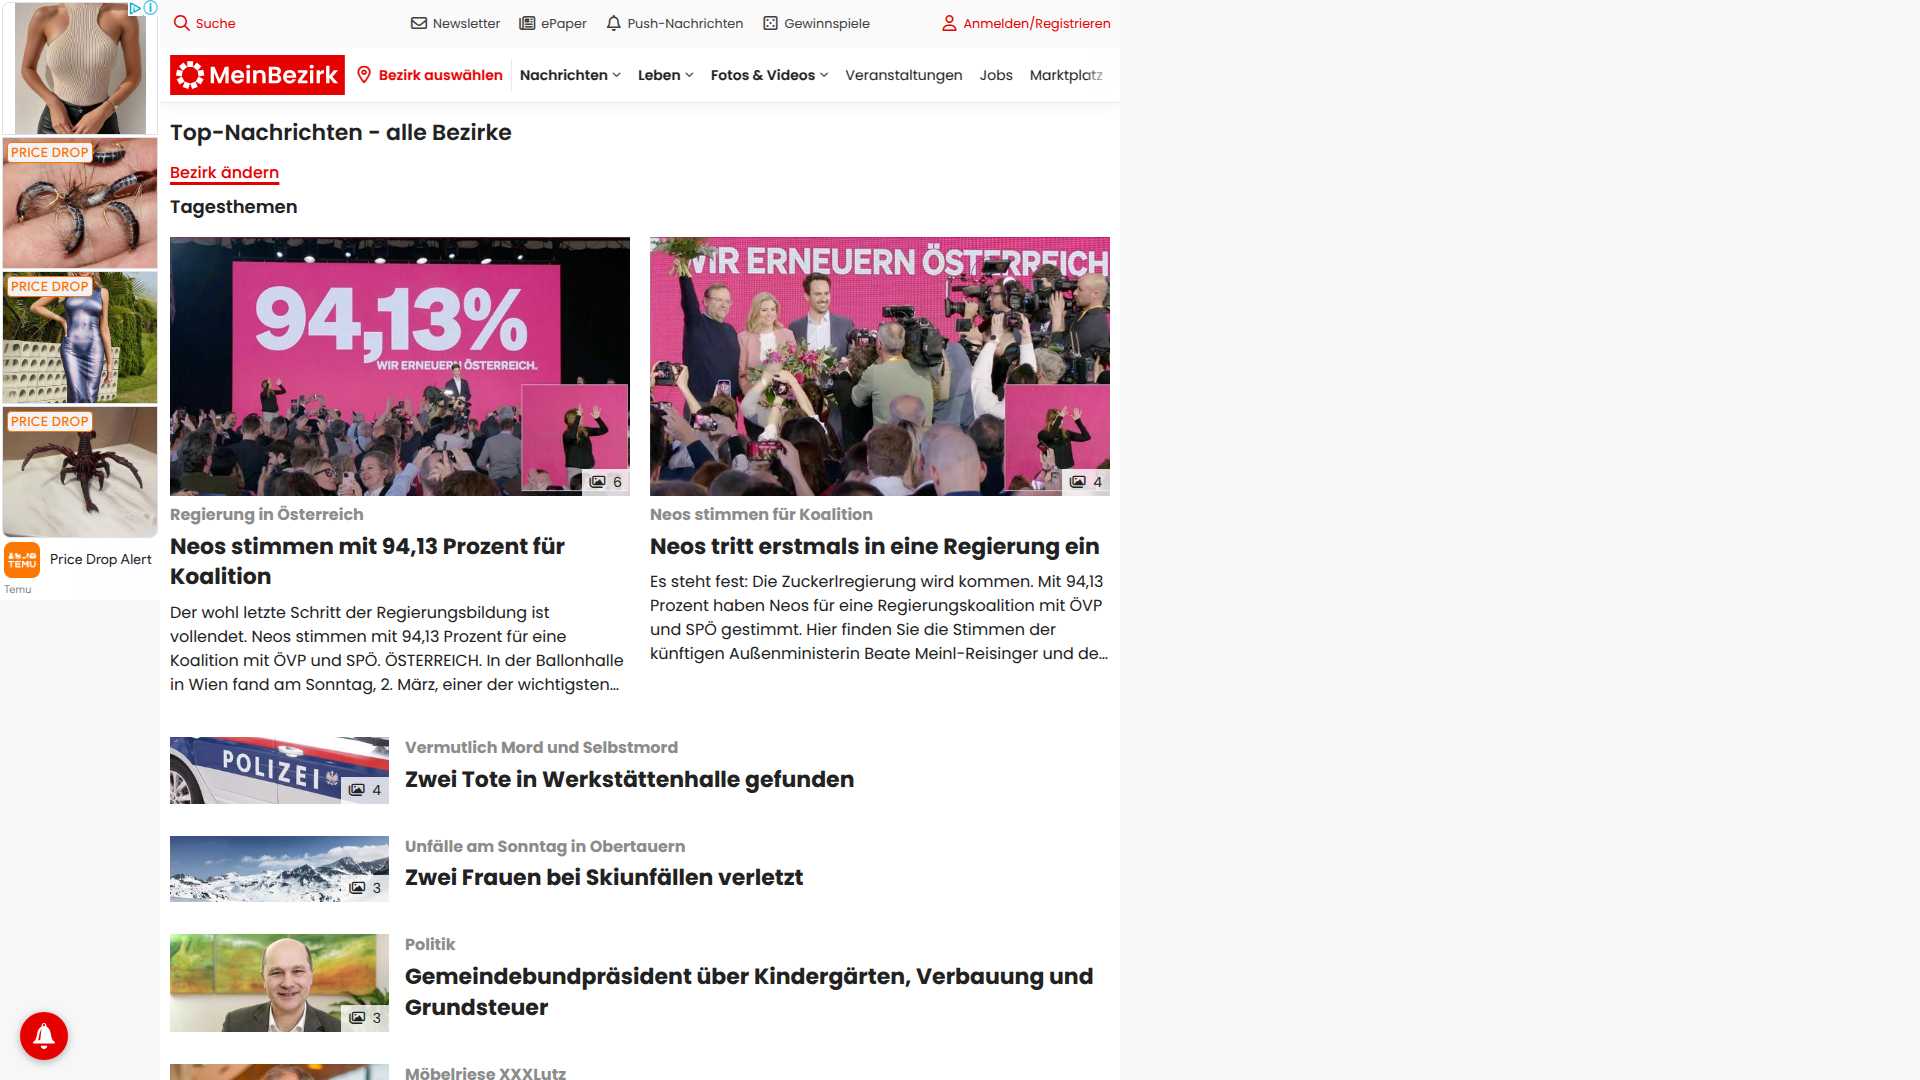 Suche
Newsletter
ePaper
Push-Nachrichten
Gewinnspiele
Anmelden/Registrieren
MeinBezirk
Bezirk auswählen
Nachrichten
Leben
Fotos & Videos
Veranstaltungen
Jobs
Marktplatz
PRICE DROP
PRICE DROP
PRICE DROP
TEMU
Price Drop Alert
Temu
Top-Nachrichten - alle Bezirke
Bezirk ändern
Tagesthemen
94,13%
WIR ERNEUERN ÖSTERREICH.
6
Regierung in Österreich
Neos stimmen mit 94,13 Prozent für
Koalition
Der wohl letzte Schritt der Regierungsbildung ist
vollendet. Neos stimmen mit 94,13 Prozent für eine
Koalition mit ÖVP und SPÖ. ÖSTERREICH. In der Ballonhalle
in Wien fand am Sonntag, 2. März, einer der wichtigsten...
WIR ERNEUERN ÖSTERREICH
4
Neos stimmen für Koalition
Neos tritt erstmals in eine Regierung ein
Es steht fest: Die Zuckerlregierung wird kommen. Mit 94,13
Prozent haben Neos für eine Regierungskoalition mit ÖVP
und SPÖ gestimmt. Hier finden Sie die Stimmen der
künftigen Außenministerin Beate Meinl-Reisinger und de...
POLIZEI
4
Vermutlich Mord und Selbstmord
Zwei Tote in Werkstättenhalle gefunden
3
Unfälle am Sonntag in Obertauern
Zwei Frauen bei Skiunfällen verletzt
3
Politik
Gemeindebundpräsident über Kindergärten, Verbauung und
Grundsteuer
Möbelriese XXXLutz